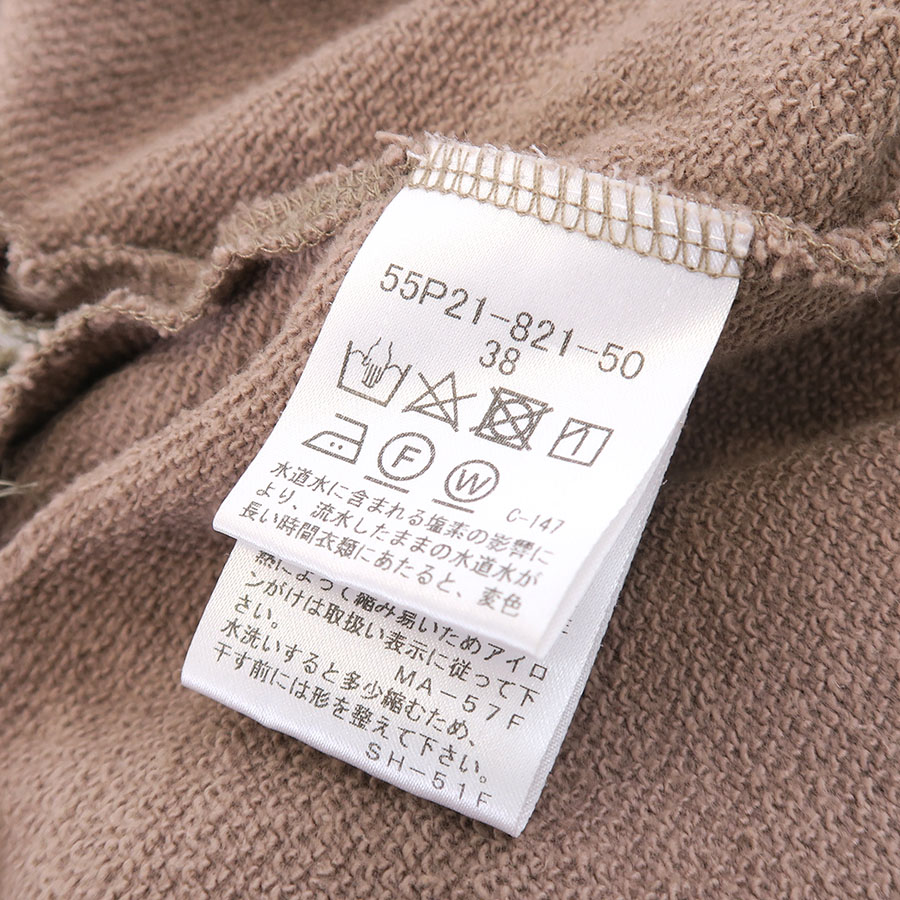 55P21-821-50
38
1
F
W
C-147
水道水に含まれる塩素の影響に
より、流水したままの水道水が
長い時間衣類にあたると、変色
によって縮み易いためアイロ
ンがけは取扱い表示に従って下
さい。
MA-57F
水洗いすると多少縮むため、
干す前には形を整えて下さい。
SH-51F